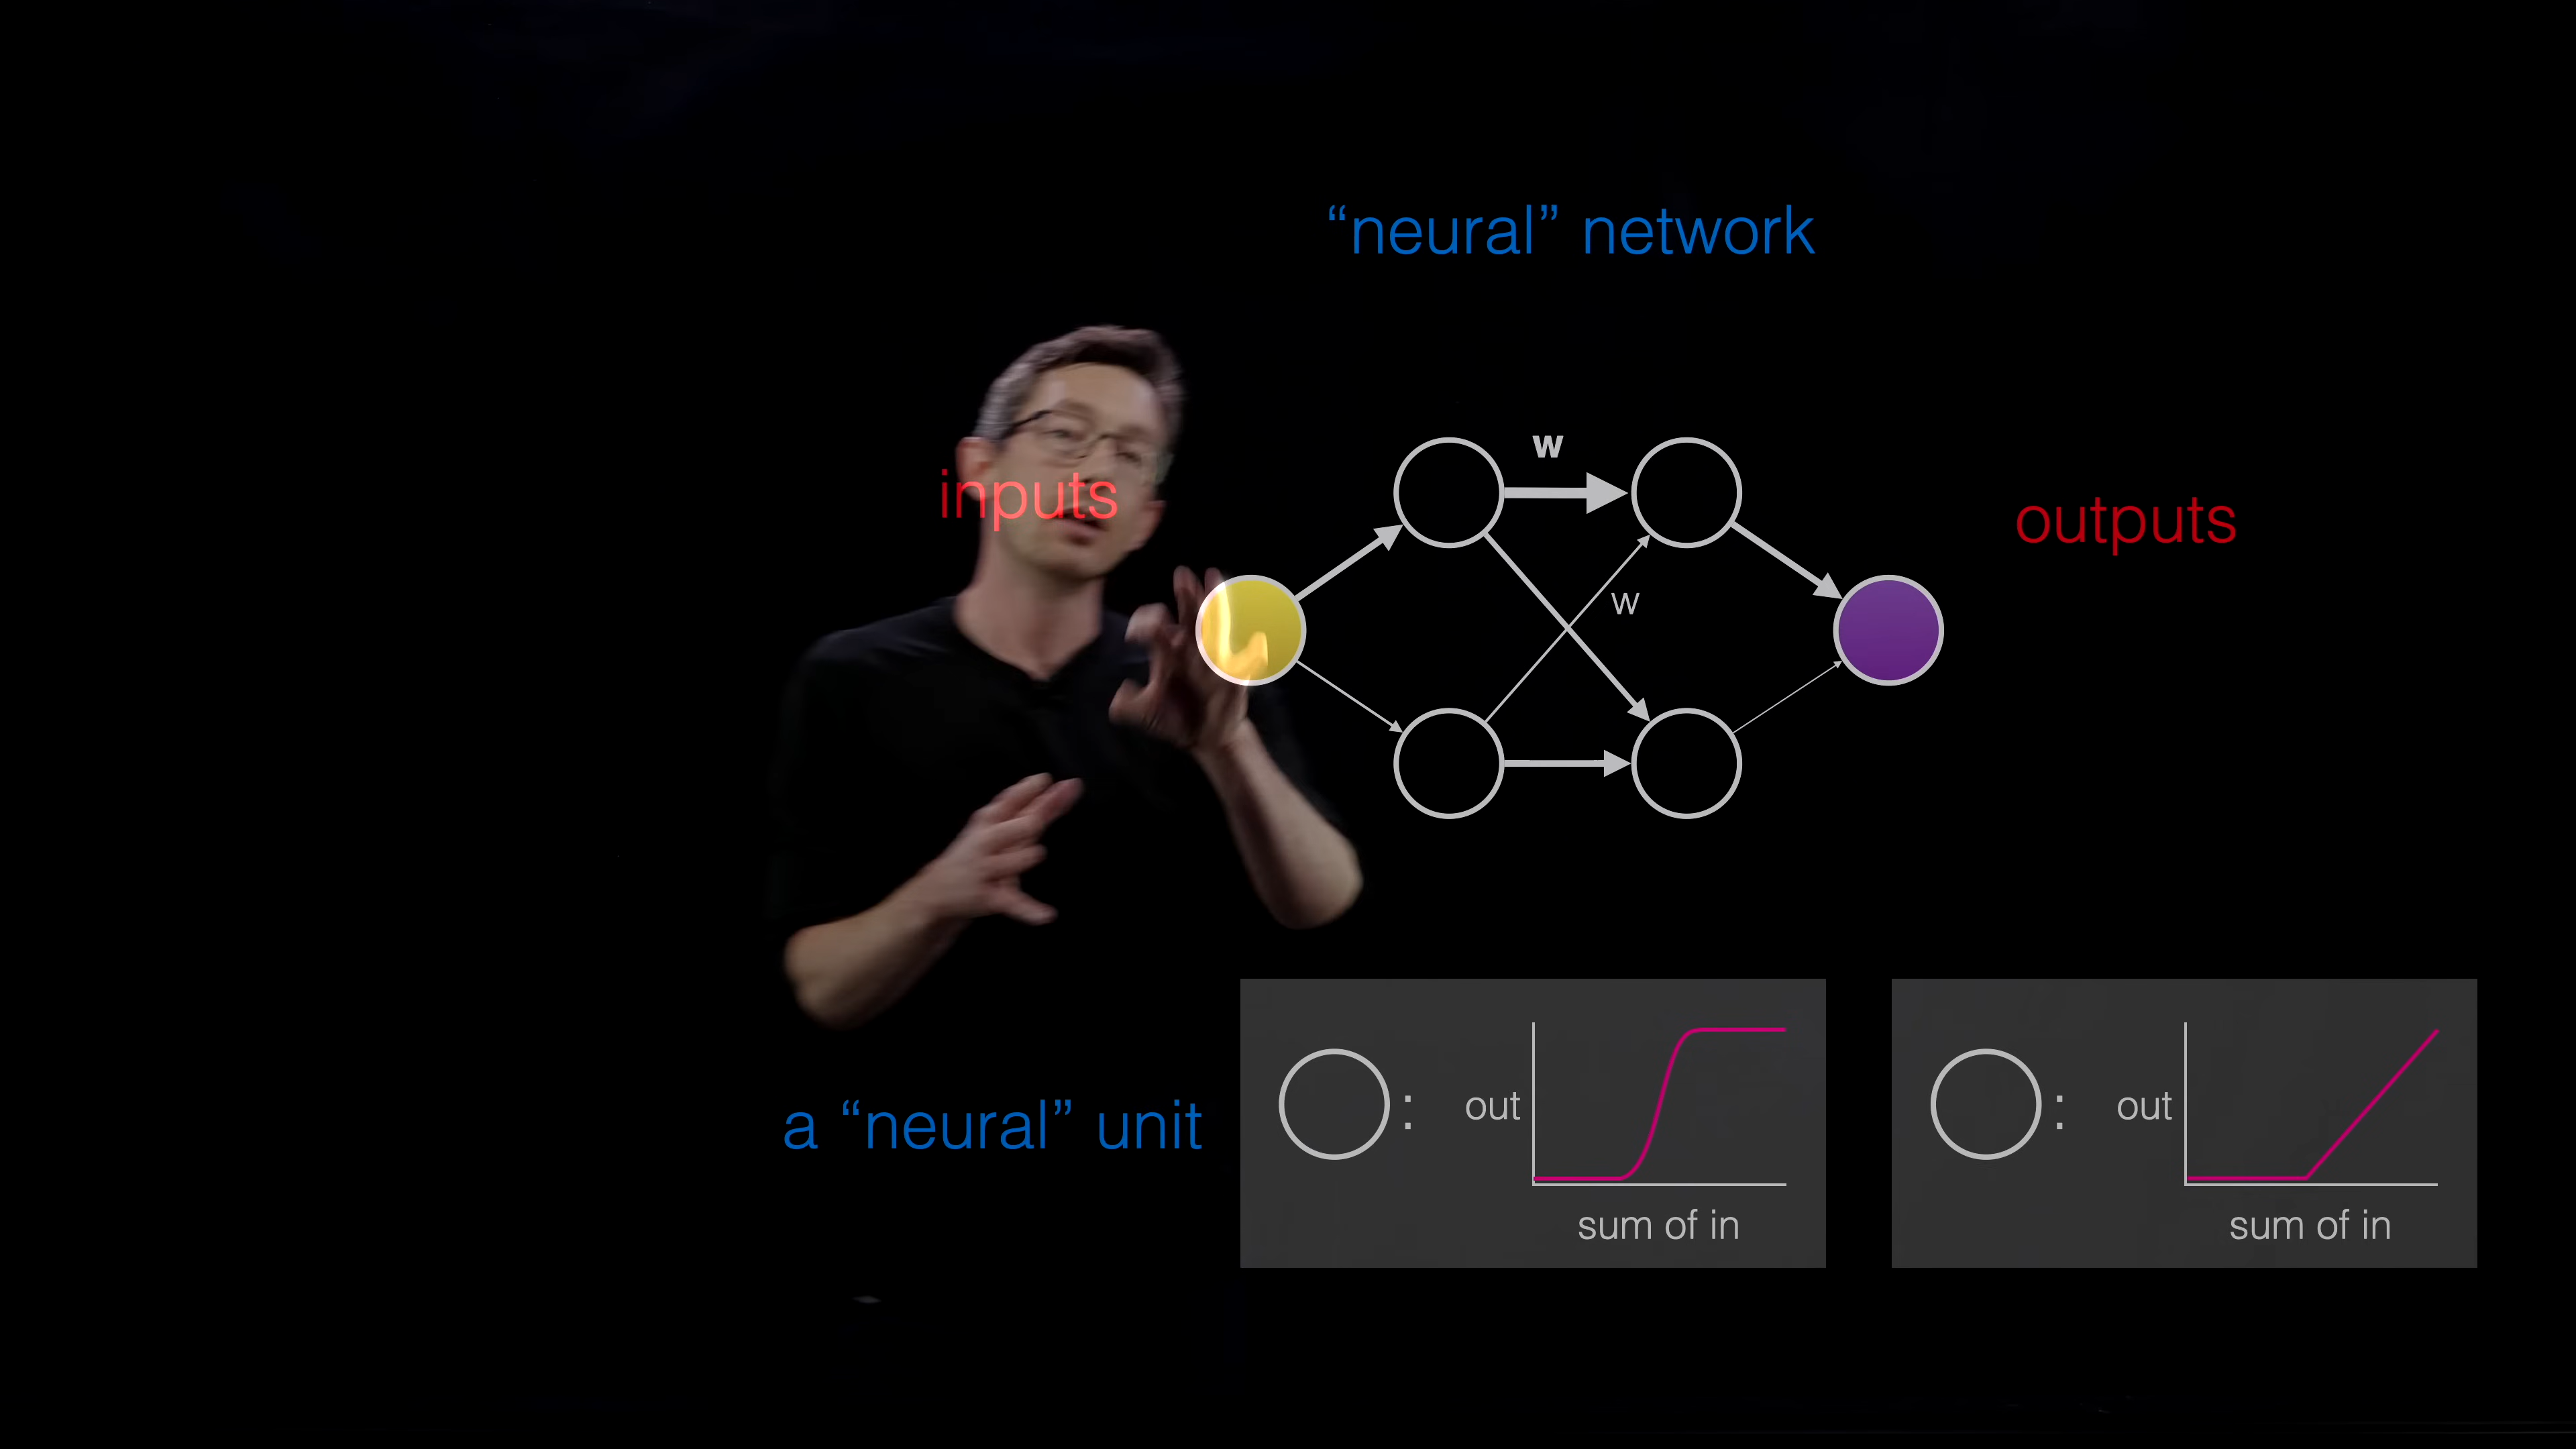 “neural” network
w
inputs
outputs
w
a “neural” unit
: out
sum of in
: out
sum of in